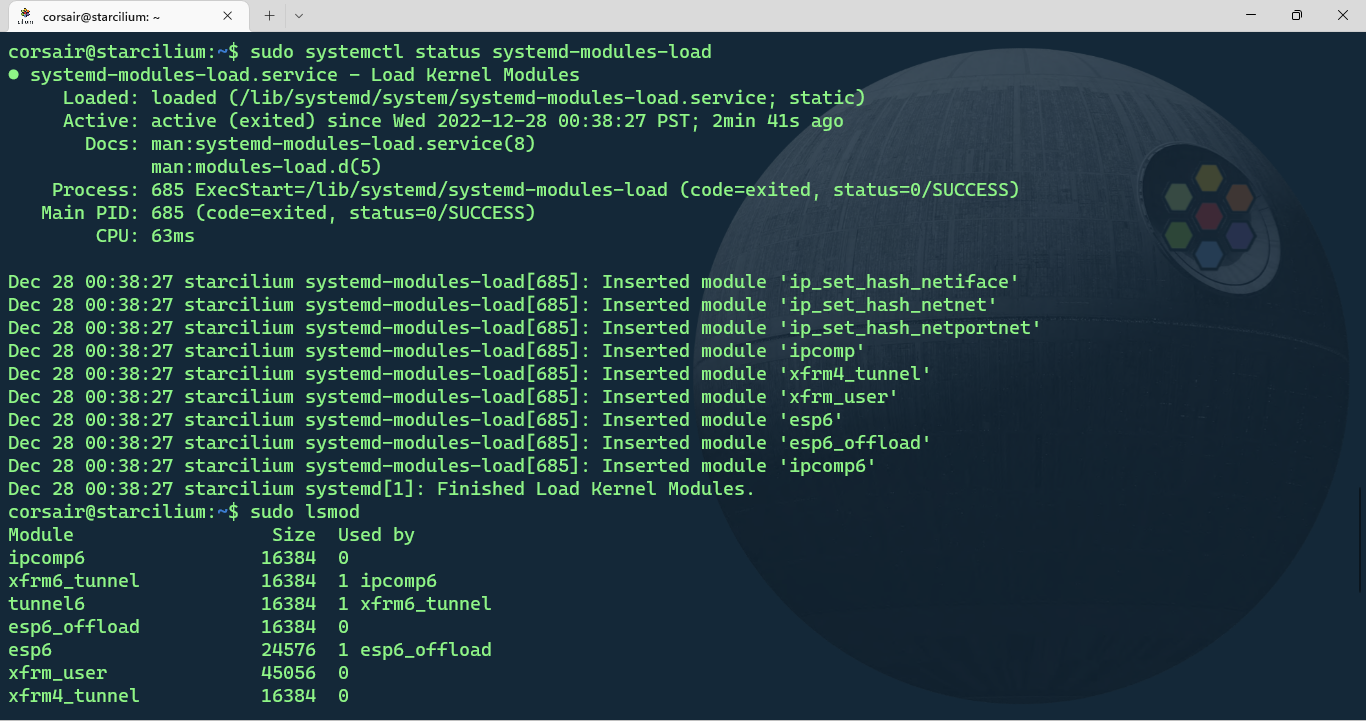 corsair@starcilium: ~
corsair@starcilium:~$ sudo systemctl status systemd-modules-load
● systemd-modules-load.service - Load Kernel Modules
     Loaded: loaded (/lib/systemd/system/systemd-modules-load.service; static)
     Active: active (exited) since Wed 2022-12-28 00:38:27 PST; 2min 41s ago
       Docs: man:systemd-modules-load.service(8)
             man:modules-load.d(5)
    Process: 685 ExecStart=/lib/systemd/systemd-modules-load (code=exited, status=0/SUCCESS)
   Main PID: 685 (code=exited, status=0/SUCCESS)
        CPU: 63ms
Dec 28 00:38:27 starcilium systemd-modules-load[685]: Inserted module 'ip_set_hash_netiface'
Dec 28 00:38:27 starcilium systemd-modules-load[685]: Inserted module 'ip_set_hash_netnet'
Dec 28 00:38:27 starcilium systemd-modules-load[685]: Inserted module 'ip_set_hash_netportnet'
Dec 28 00:38:27 starcilium systemd-modules-load[685]: Inserted module 'ipcomp'
Dec 28 00:38:27 starcilium systemd-modules-load[685]: Inserted module 'xfrm4_tunnel'
Dec 28 00:38:27 starcilium systemd-modules-load[685]: Inserted module 'xfrm_user'
Dec 28 00:38:27 starcilium systemd-modules-load[685]: Inserted module 'esp6'
Dec 28 00:38:27 starcilium systemd-modules-load[685]: Inserted module 'esp6_offload'
Dec 28 00:38:27 starcilium systemd-modules-load[685]: Inserted module 'ipcomp6'
Dec 28 00:38:27 starcilium systemd[1]: Finished Load Kernel Modules.
corsair@starcilium:~$ sudo lsmod
Module                  Size  Used by
ipcomp6                16384  0
xfrm6_tunnel           16384  1 ipcomp6
tunnel6                16384  1 xfrm6_tunnel
esp6_offload           16384  0
esp6                   24576  1 esp6_offload
xfrm_user              45056  0
xfrm4_tunnel           16384  0